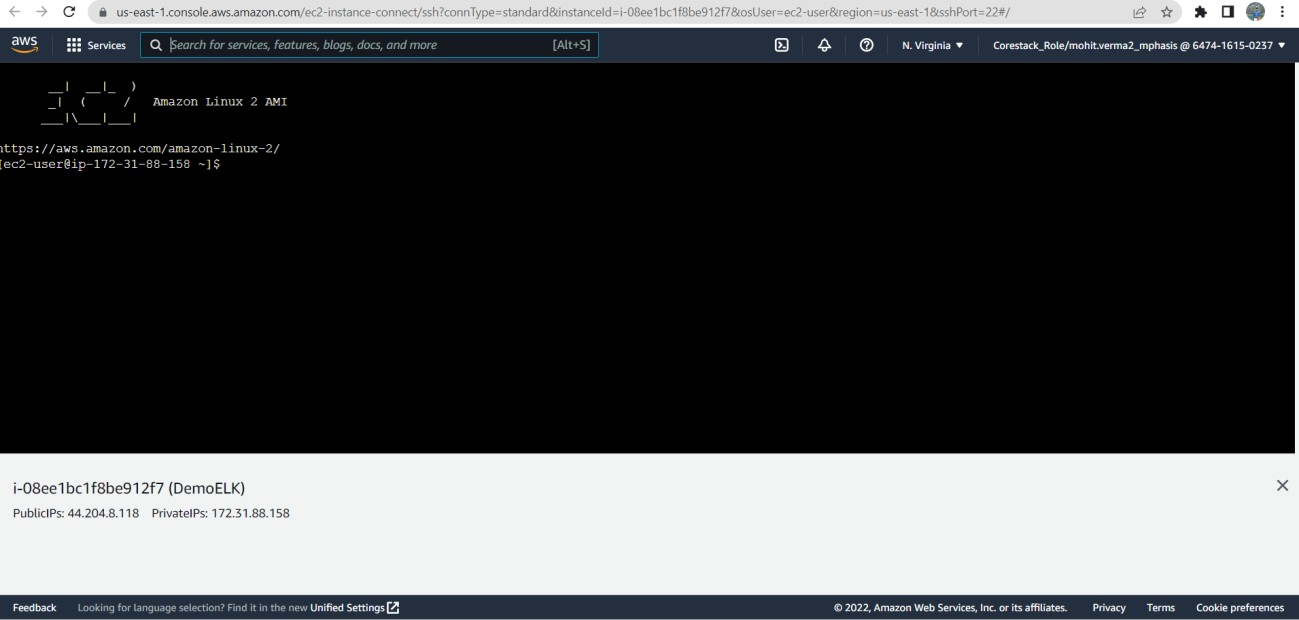 us-east-1.console.aws.amazon.com/ec2-instance-connect/ssh?connType=standard&instanceId=i-08ee1bc1f8be912f7&osUser=ec2-user&region=us-east-1&sshPort=22#/
aws Services Search for services, features, blogs, docs, and more [Alt+S] N. Virginia ▼ Corestack_Role/mohit.verma2_mphasis @ 6474-1615-0237 ▼
__|  __|_  )
_|  (     /   Amazon Linux 2 AMI
___|\___|___|
https://aws.amazon.com/amazon-linux-2/
[ec2-user@ip-172-31-88-158 ~]$
i-08ee1bc1f8be912f7 (DemoELK)
PublicIPs: 44.204.8.118 PrivateIPs: 172.31.88.158
Feedback Looking for language selection? Find it in the new Unified Settings © 2022, Amazon Web Services, Inc. or its affiliates. Privacy Terms Cookie preferences